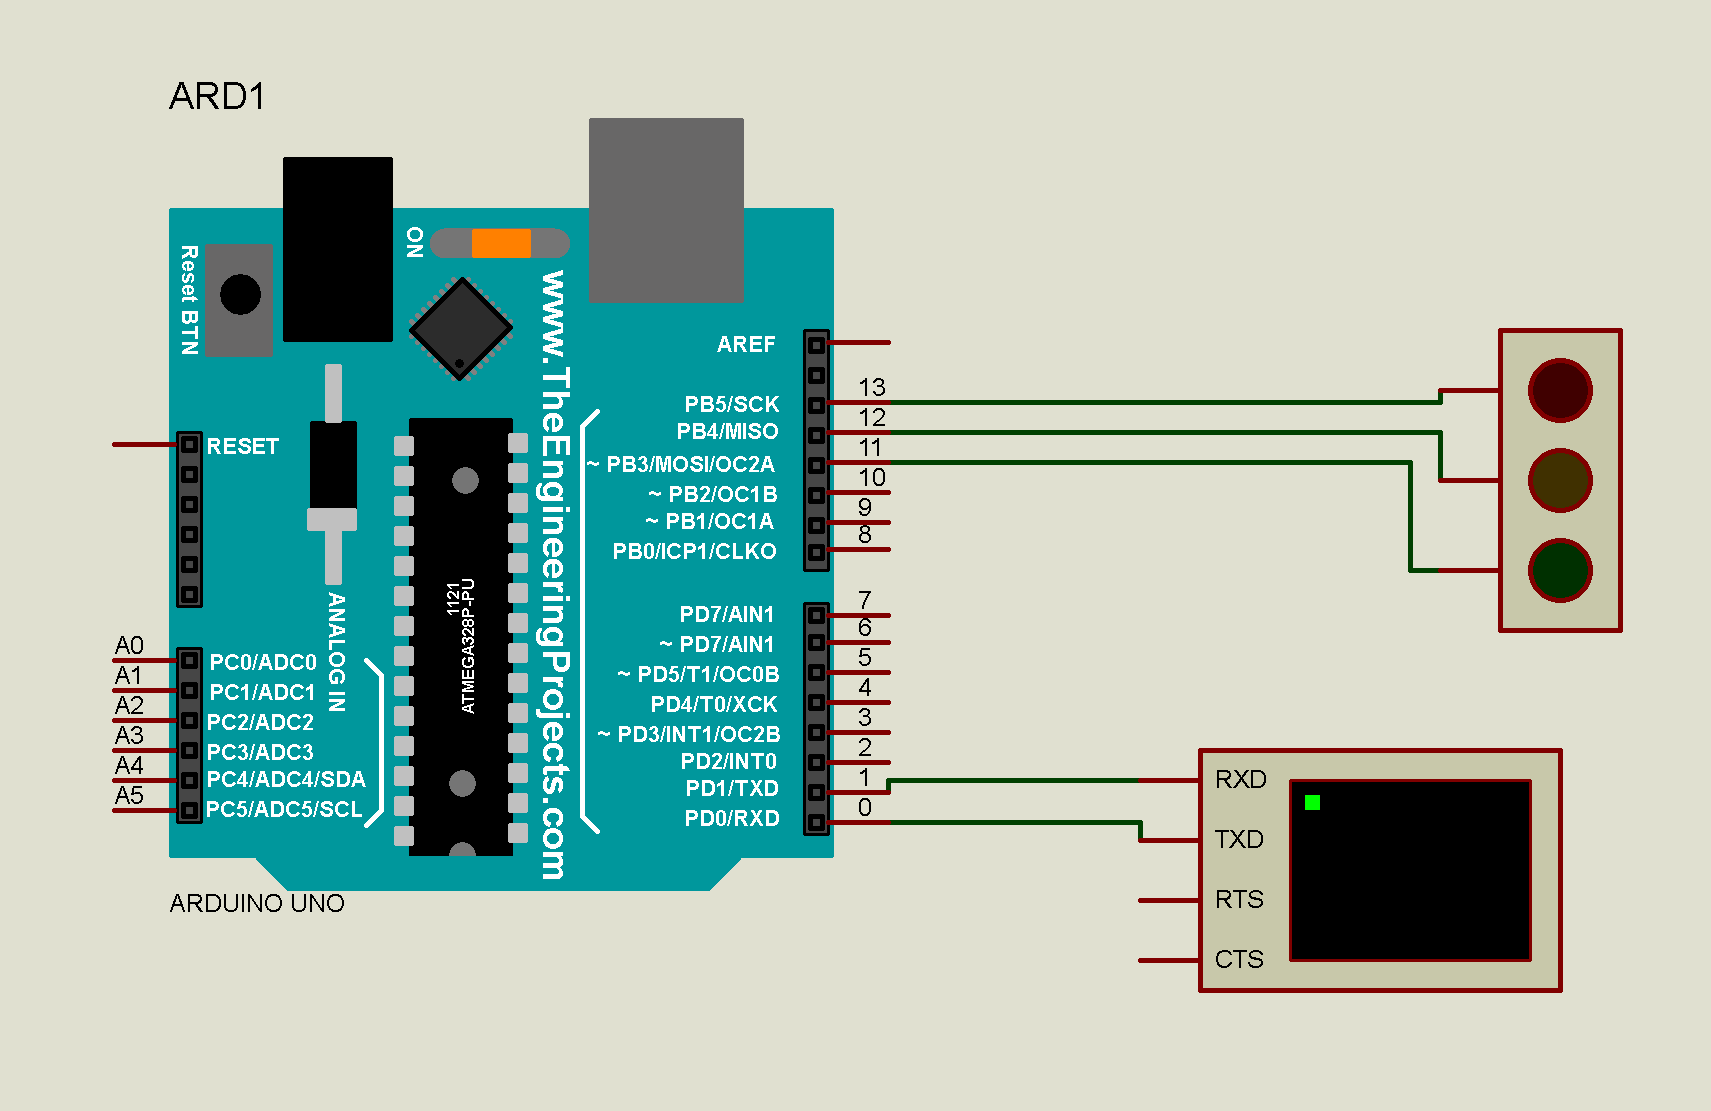 ARD1
ON
Reset BTN
www.TheEngineeringProjects.com
AREF
13
PB5/SCK
12
PB4/MISO
11
~ PB3/MOSI/OC2A
10
~ PB2/OC1B
9
~ PB1/OC1A
8
PB0/ICP1/CLKO
RESET
ANALOG IN
1121
ATMEGA328P-PU
7
PD7/AIN1
6
~ PD7/AIN1
5
~ PD5/T1/OC0B
4
PD4/T0/XCK
3
~ PD3/INT1/OC2B
2
PD2/INT0
1
PD1/TXD
0
PD0/RXD
A0
PC0/ADC0
A1
PC1/ADC1
A2
PC2/ADC2
A3
PC3/ADC3
A4
PC4/ADC4/SDA
A5
PC5/ADC5/SCL
RXD
TXD
RTS
CTS
ARDUINO UNO